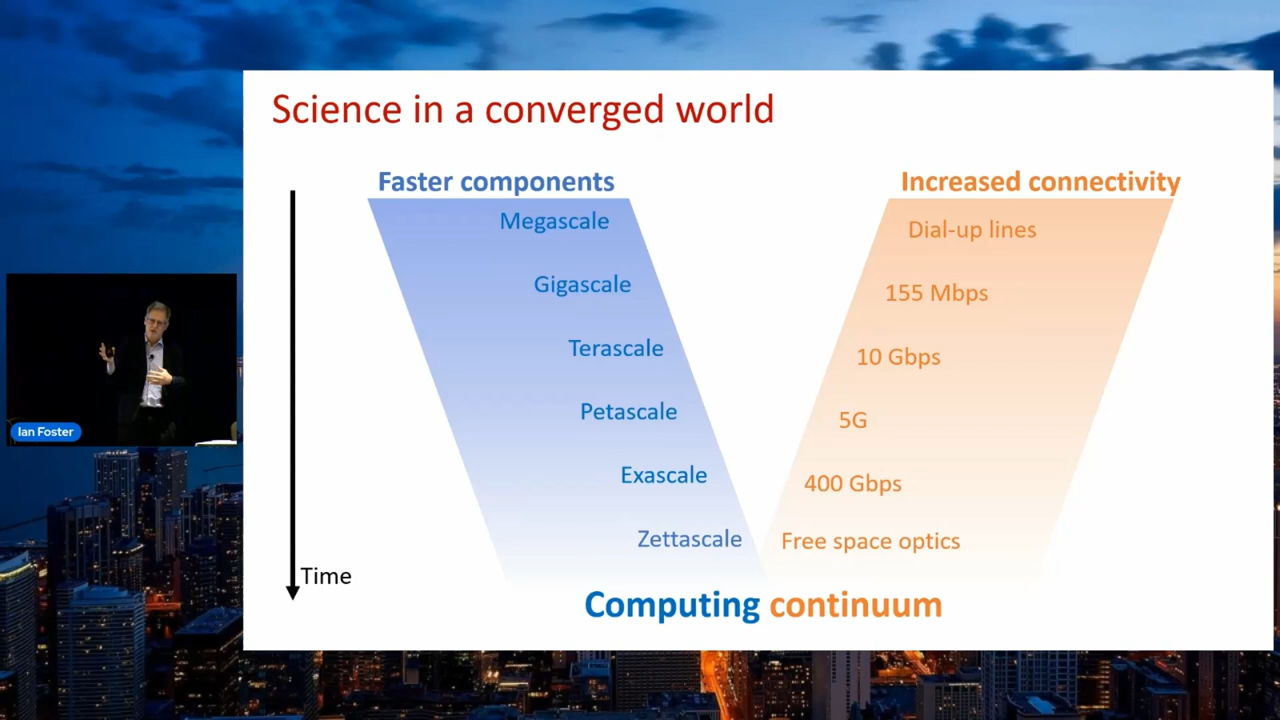 Science in a converged world
Faster components
Increased connectivity
Megascale
Dial-up lines
Gigascale
155 Mbps
Terascale
10 Gbps
Petascale
5G
Exascale
400 Gbps
Zettascale
Free space optics
Time
Computing continuum
Ian Foster